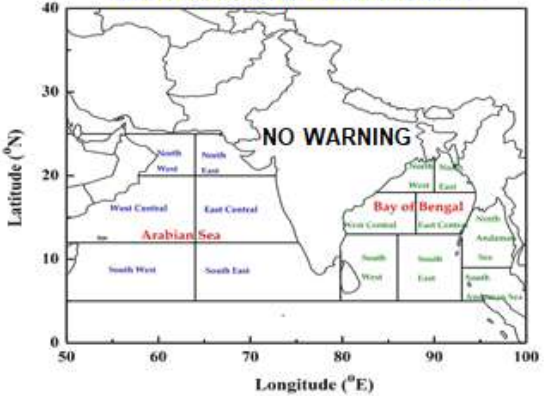 40
30
20
10
0
Latitude (°N)
NO WARNING
North
West
North
East
West Central
East Central
Arabian Sea
South West
South East
North
West
North
East
Bay of Bengal
West Central
East Central
South
West
South
East
North
Andaman
Sea
South
Andaman Sea
50
60
70
80
90
100
Longitude (°E)